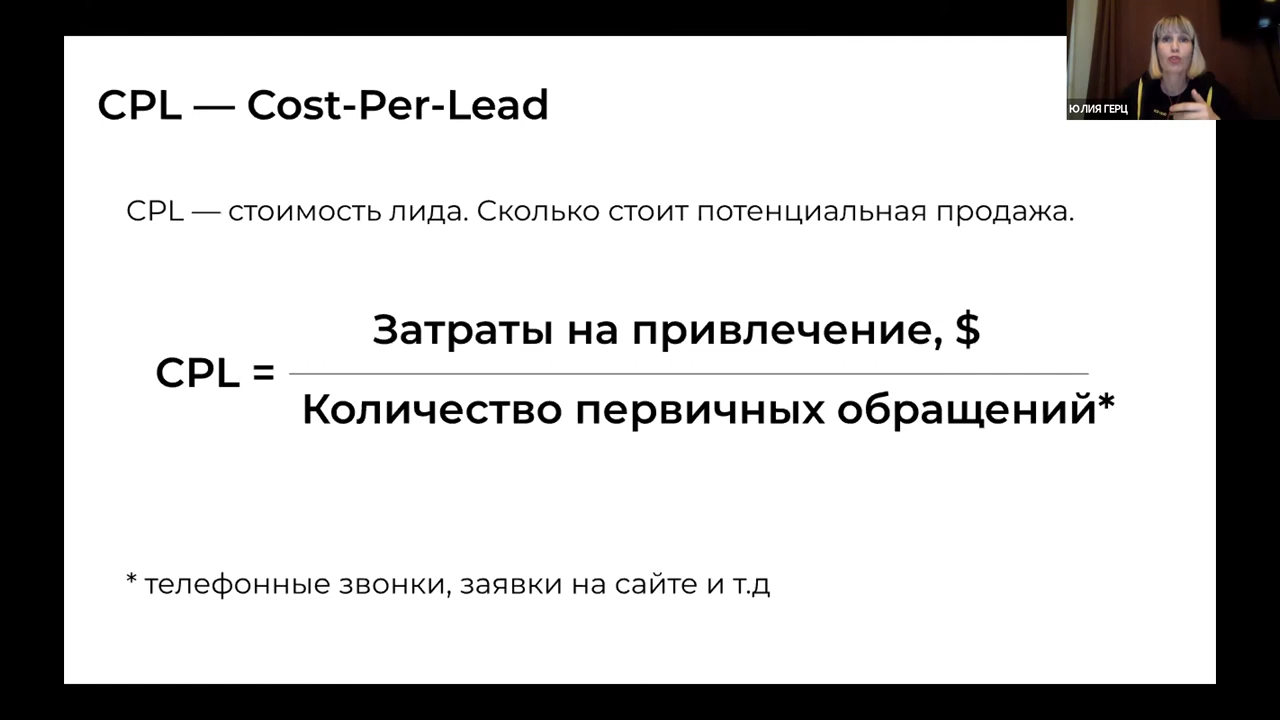 CPL — Cost-Per-Lead
ЮЛИЯ ГЕРЦ
CPL — стоимость лида. Сколько стоит потенциальная продажа.
Затраты на привлечение, $
CPL =
Количество первичных обращений*
* телефонные звонки, заявки на сайте и т.д